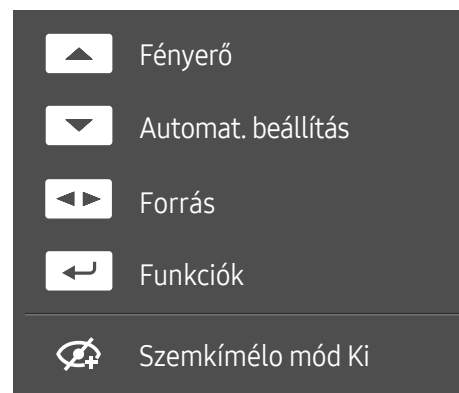 Fényerő
Automat. beállítás
Forrás
Funkciók
Szemkímélo mód Ki